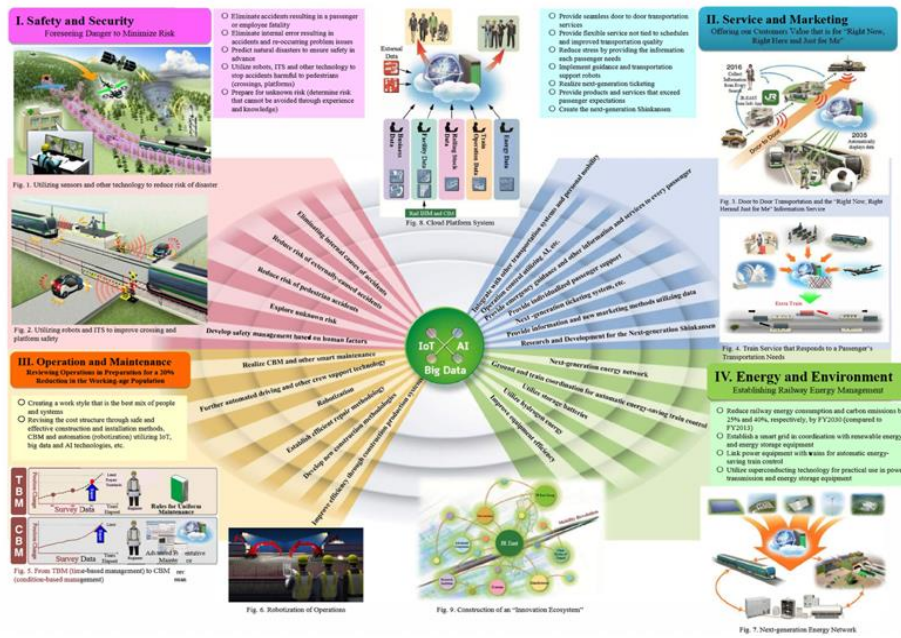 I. Safety and Security
Foreseeing Danger to Minimize Risk
Eliminate accidents resulting in a passenger
or employee fatality
Eliminate internal error resulting in
accidents and re-occurring problem issues
Predict natural disasters to ensure safety in
advance
Utilize robots, ITS and other technology to
stop accidents harmful to pedestrians
(crossings, platforms)
Prepare for unknown risk (determine risk
that cannot be avoided through experience
and knowledge)
Fig. 1. Utilizing sensors and other technology to reduce risk of disaster
Fig. 2. Utilizing robots and ITS to improve crossing and
platform safety
External
Data
Business
Data
Facility Data
Rolling Stock
Data
Train
Operation Data
Energy Data
Fig. 8. Cloud Platform System
Provide seamless door to door transportation
services
Provide flexible service not tied to schedules
and improved transportation quality
Reduce stress by providing the information
each passenger needs
Implement guidance and transportation
support robots
Realize next-generation ticketing
Provide products and services that exceed
passenger expectations
Create the next-generation Shinkansen
II. Service and Marketing
Offering our Customers Value that is for "Right Now,
Right Here and Just for Me"
2016
JR
Door to Door
2035
Fig. 3. Door to Door Transportation and the "Right Now, Right
Hereand Just for Me" Information Service
Extra Train
Fig. 4. Train Service that Responds to a Passenger's
Transportation Needs
Eliminating internal causes of accidents
Reduce risk of externally-caused accidents
Reduce risk of pedestrian accidents
Explore unknown risk
Develop safety management based on human factors
Integrate with other transportation systems and personal mobility
Operation control utilizing AI, etc.
Provide emergency guidance and other information and services to every passenger
Provide individualized passenger support
Next -generation ticketing system, etc.
Provide information and new marketing methods utilizing data
Research and Development for the Next-generation Shinkansen
IoT AI
Big Data
Realize CBM and other smart maintenance
Further automated driving and other crew support technology
Robotization
Establish efficient repair methodology
Develop new construction methodologies
Improve efficiency through construction production systems
Next-generation energy network
Ground and train coordination for automatic energy-saving train control
Utilize storage batteries
Utilize hydrogen energy
Improve equipment efficiency
III. Operation and Maintenance
Reviewing Operations in Preparation for a 20%
Reduction in the Working-age Population
Creating a work style that is the best mix of people
and systems
Revising the cost structure through safe and
effective construction and installation methods,
CBM and automation (robotization) utilizing IoT,
big data and AI technologies, etc.
TBM
Survey Data
Rules for Uniform
Maintenance
CBM
Survey Data
Fig. 5. From TBM (time-based management) to CBM
(condition-based management)
Fig. 6. Robotization of Operations
Fig. 9. Construction of an "Innovation Ecosystem"
IV. Energy and Environment
Establishing Railway Energy Management
Reduce railway energy consumption and carbon emissions by
25% and 40%, respectively, by FY2030 (compared to
FY2013)
Establish a smart grid in coordination with renewable energy
and energy storage equipment
Link power equipment with trains for automatic energy-
saving train control
Utilize superconducting technology for practical use in power
transmission and energy storage equipment
Fig. 7. Next-generation Energy Network